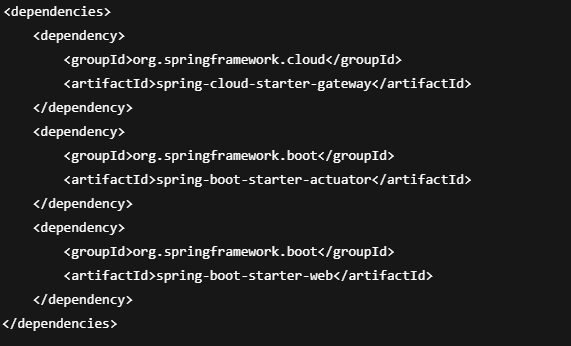 <dependencies>
    <dependency>
        <groupId>org.springframework.cloud</groupId>
        <artifactId>spring-cloud-starter-gateway</artifactId>
    </dependency>
    <dependency>
        <groupId>org.springframework.boot</groupId>
        <artifactId>spring-boot-starter-actuator</artifactId>
    </dependency>
    <dependency>
        <groupId>org.springframework.boot</groupId>
        <artifactId>spring-boot-starter-web</artifactId>
    </dependency>
</dependencies>